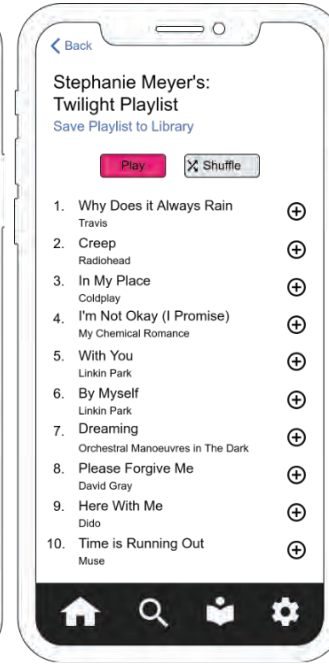 Back
Stephanie Meyer's:
Twilight Playlist
Save Playlist to Library
Play
Shuffle
1. Why Does it Always Rain
Travis
2. Creep
Radiohead
3. In My Place
Coldplay
4. I'm Not Okay (I Promise)
My Chemical Romance
5. With You
Linkin Park
6. By Myself
Linkin Park
7. Dreaming
Orchestral Manoeuvres in The Dark
8. Please Forgive Me
David Gray
9. Here With Me
Dido
10. Time is Running Out
Muse